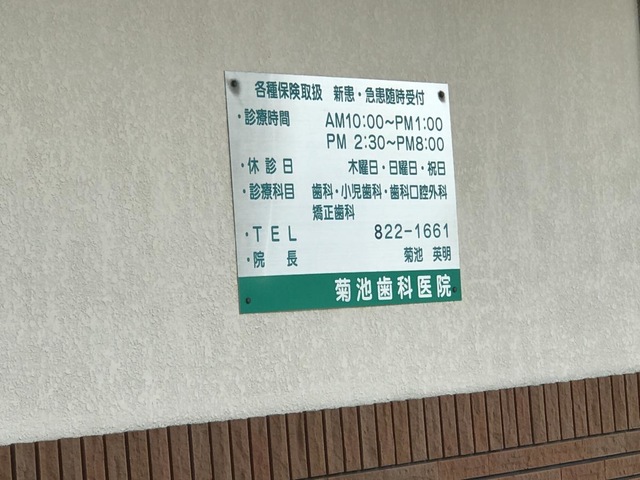 各種保険取扱 新患・急患随時受付
・診療時間 AM10:00~PM1:00
PM 2:30~PM8:00
・休診日 木曜日・日曜日・祝日
・診療科目 歯科・小児歯科・歯科口腔外科
矯正歯科
・TEL 822-1661
・院長 菊池 英明
菊池歯科医院